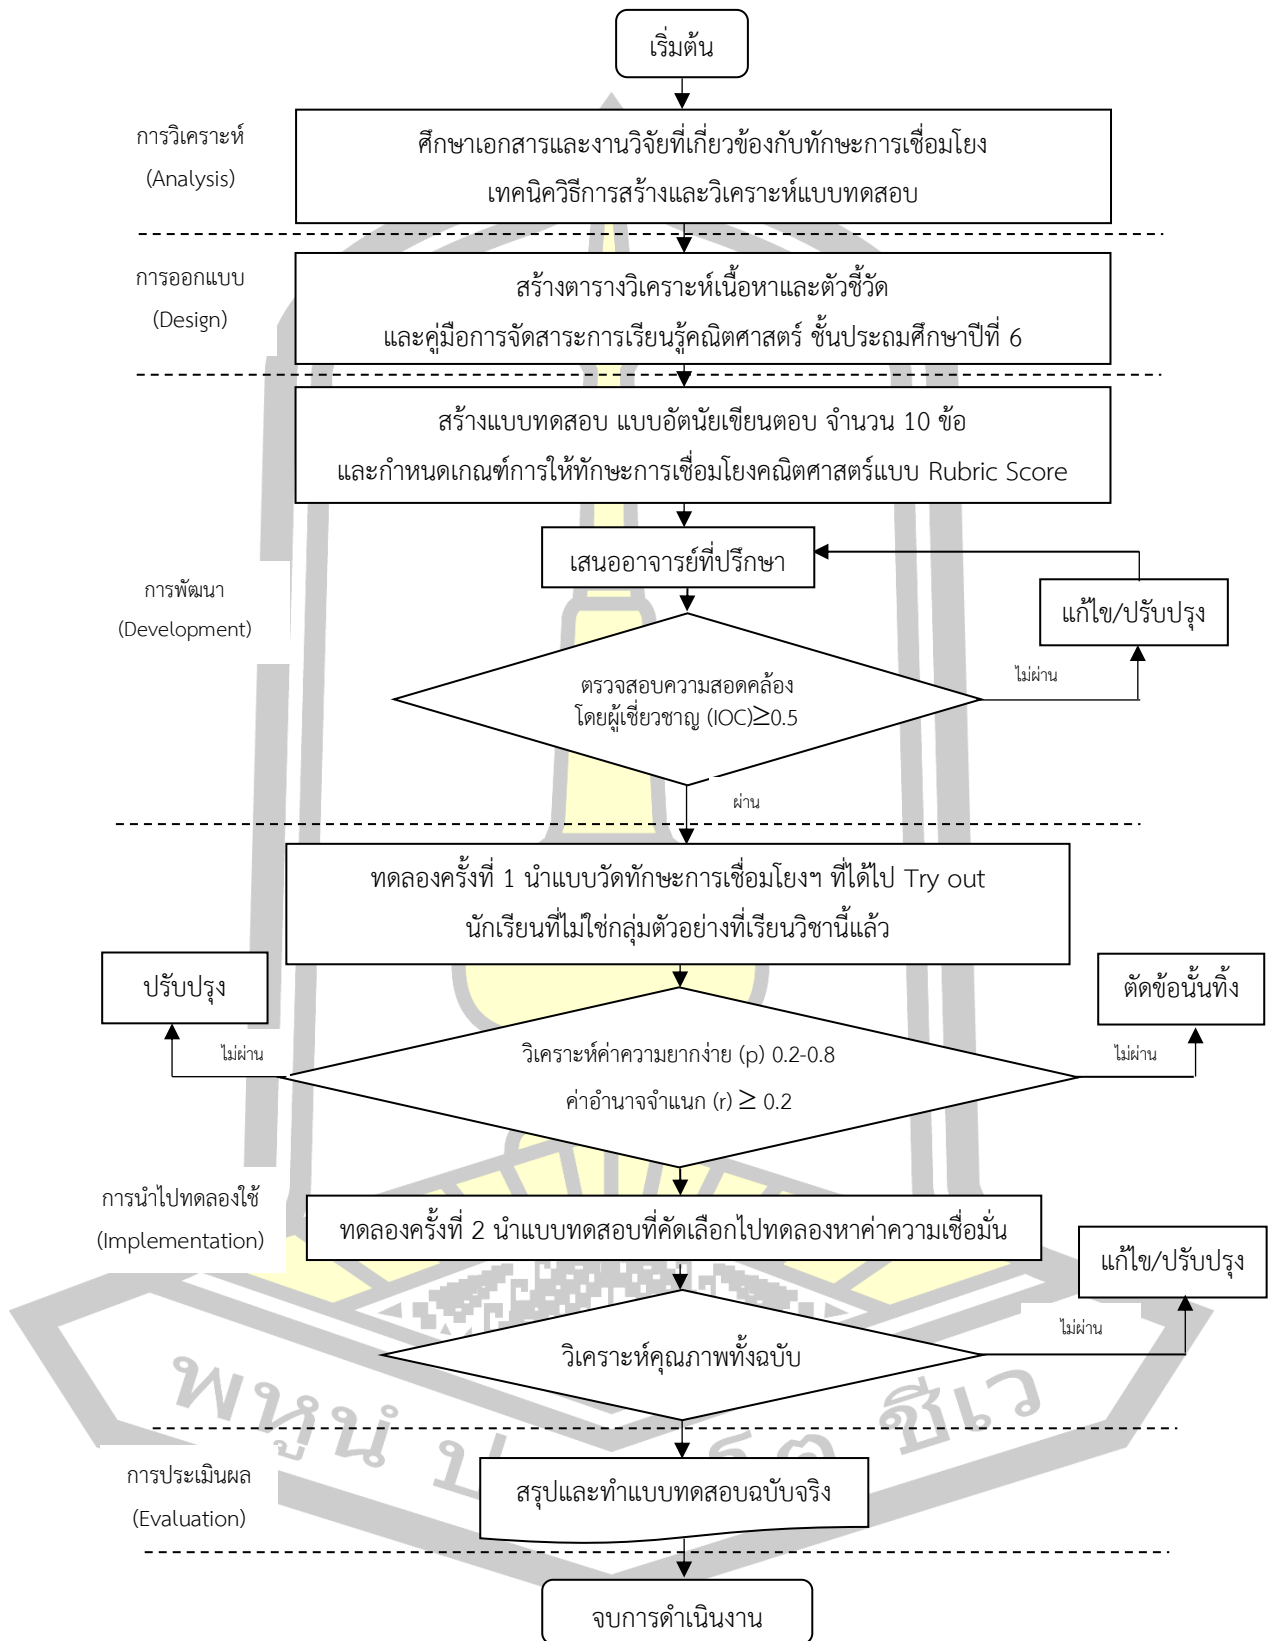 เริ่มต้น
การวิเคราะห์
(Analysis)
ศึกษาเอกสารและงานวิจัยที่เกี่ยวข้องกับทักษะการเชื่อมโยง
เทคนิควิธีการสร้างและวิเคราะห์แบบทดสอบ
การออกแบบ
(Design)
สร้างตารางวิเคราะห์เนื้อหาและตัวชี้วัด
และคู่มือการจัดสาระการเรียนรู้คณิตศาสตร์ ชั้นประถมศึกษาปีที่ 6
สร้างแบบทดสอบ แบบอัตนัยเขียนตอบ จำนวน 10 ข้อ
และกำหนดเกณฑ์การให้ทักษะการเชื่อมโยงคณิตศาสตร์แบบ Rubric Score
เสนออาจารย์ที่ปรึกษา
การพัฒนา
(Development)
แก้ไข/ปรับปรุง
ไม่ผ่าน
ตรวจสอบความสอดคล้อง
โดยผู้เชี่ยวชาญ (IOC)≥0.5
ผ่าน
ทดลองครั้งที่ 1 นำแบบวัดทักษะการเชื่อมโยงฯ ที่ได้ไป Try out
นักเรียนที่ไม่ใช่กลุ่มตัวอย่างที่เรียนวิชานี้แล้ว
ปรับปรุง
ตัดข้อนั้นทิ้ง
ไม่ผ่าน
ไม่ผ่าน
วิเคราะห์ค่าความยากง่าย (p) 0.2-0.8
ค่าอำนาจจำแนก (r) ≥ 0.2
การนำไปทดลองใช้
(Implementation)
ทดลองครั้งที่ 2 นำแบบทดสอบที่คัดเลือกไปทดลองหาค่าความเชื่อมั่น
แก้ไข/ปรับปรุง
ไม่ผ่าน
วิเคราะห์คุณภาพทั้งฉบับ
พหูนํ
ชีเว
การประเมินผล
(Evaluation)
สรุปและทำแบบทดสอบฉบับจริง
จบการดำเนินงาน